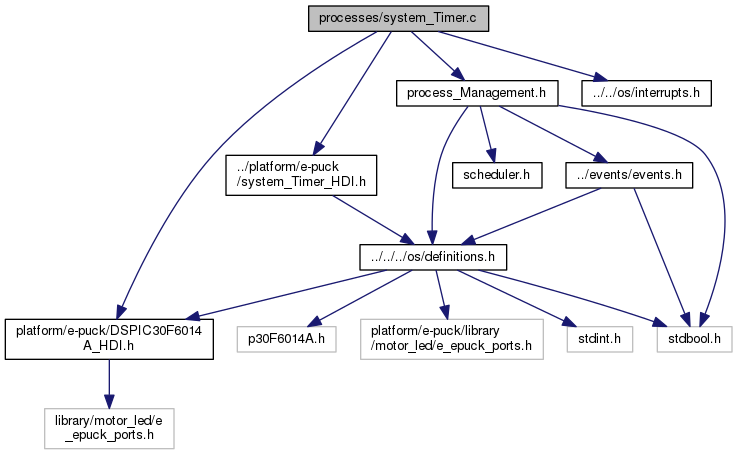 processes/system_Timer.c
process_Management.h
../../os/interrupts.h
../platform/e-puck
/system_Timer_HDI.h
scheduler.h
../events/events.h
../../../os/definitions.h
platform/e-puck/DSPIC30F6014
A_HDI.h
p30F6014A.h
platform/e-puck/library
/motor_led/e_epuck_ports.h
stdint.h
stdbool.h
library/motor_led/e
_epuck_ports.h